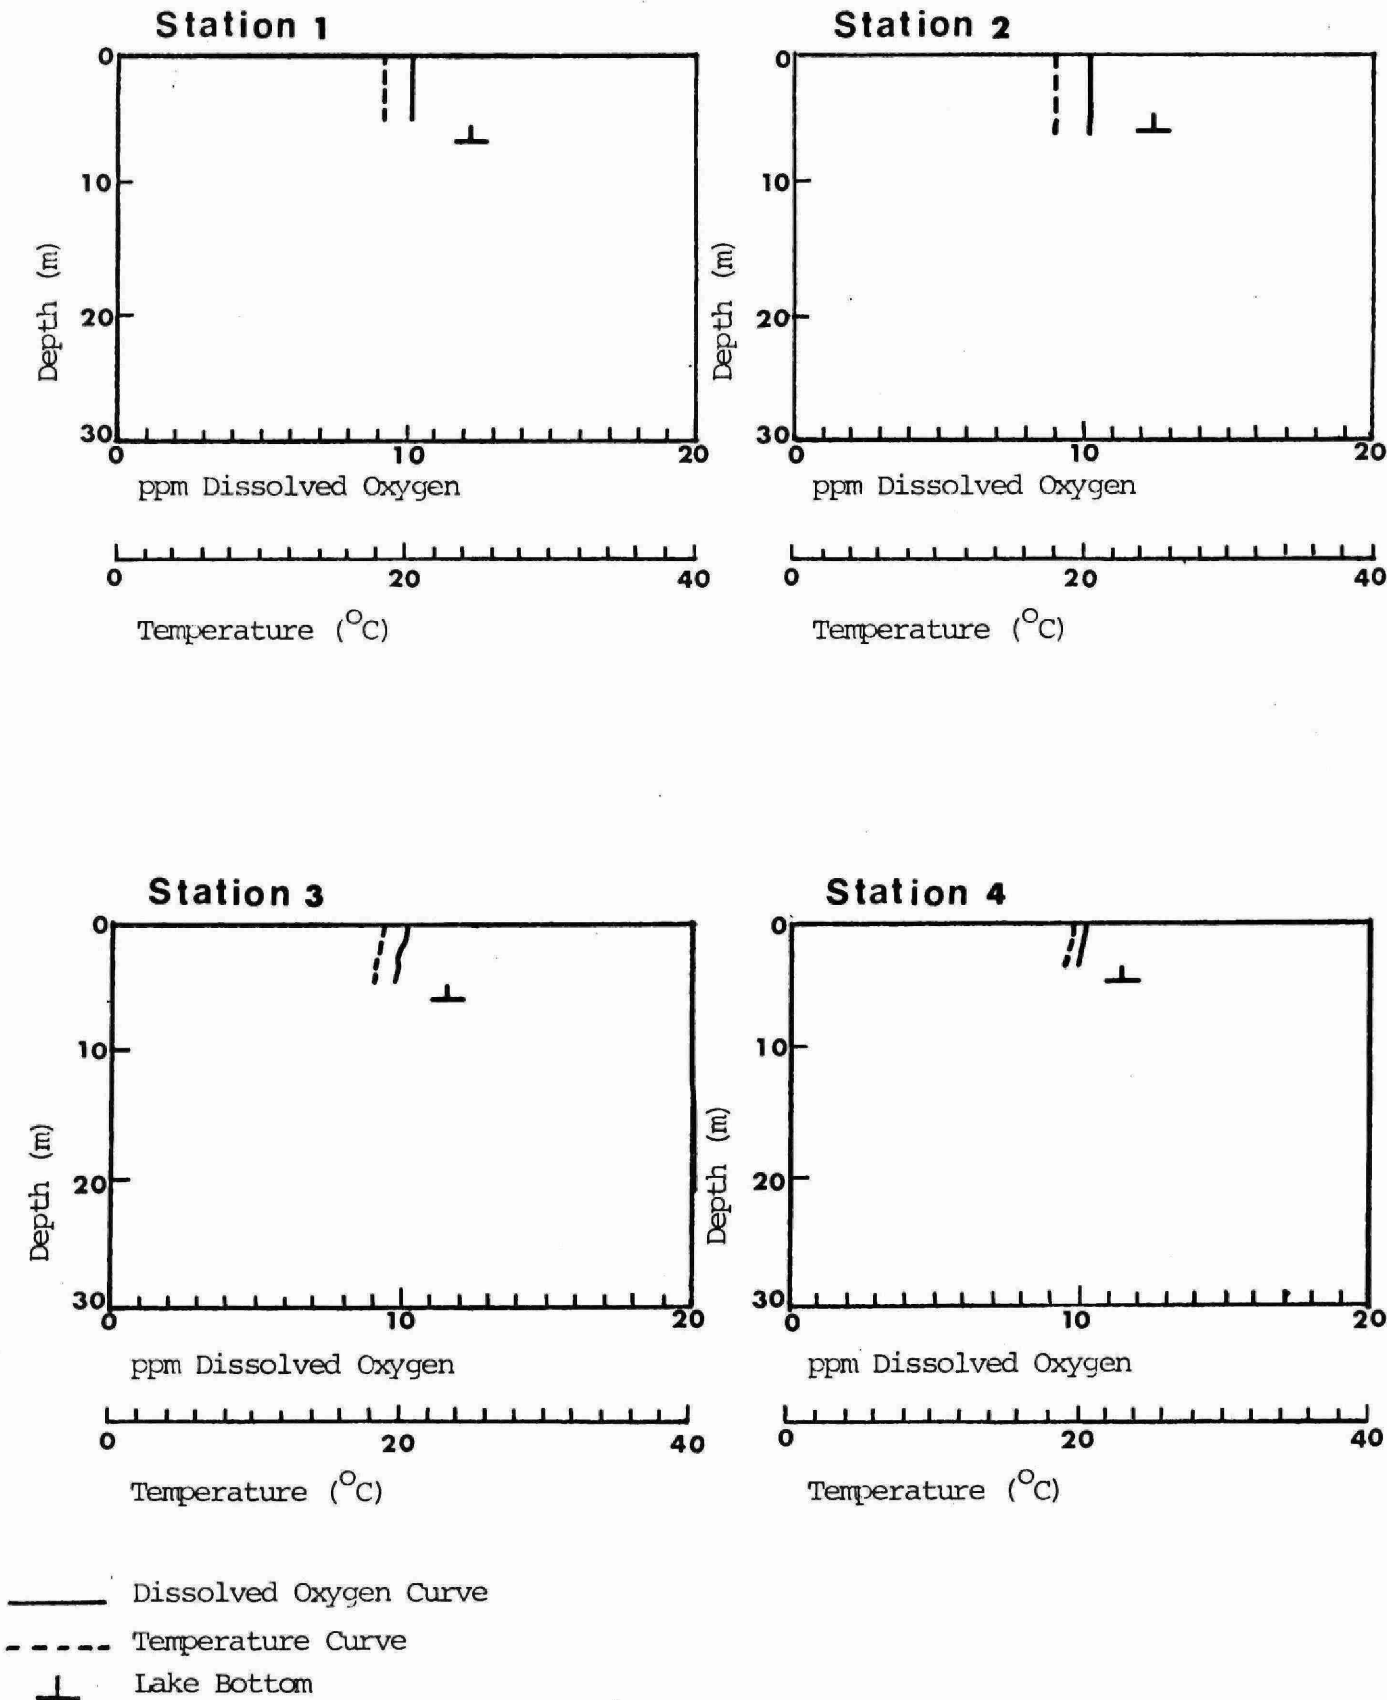 Station 1
Station 2
0
10
20
30
Depth (m)
0 10 20
ppm Dissolved Oxygen
0 20 40
Temperature (°C)
0
10
20
30
Depth (m)
0 10 20
ppm Dissolved Oxygen
0 20 40
Temperature (°C)
Station 3
Station 4
0
10
20
30
Depth (m)
0 10 20
ppm Dissolved Oxygen
0 20 40
Temperature (°C)
0
10
20
30
Depth (m)
0 10 20
ppm Dissolved Oxygen
0 20 40
Temperature (°C)
Dissolved Oxygen Curve
Temperature Curve
Lake Bottom